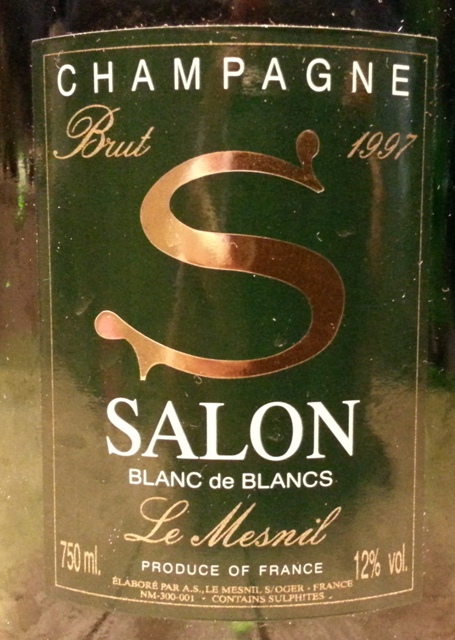 CHAMPAGNE
Brut 1997
S
SALON
BLANC de BLANCS
Le Mesnil
750 ml. PRODUCE OF FRANCE 12% vol.
ÉLABORÉ PAR A.S., LE MESNIL S/OGER - FRANCE
NM-300-001 - CONTAINS SULPHITES